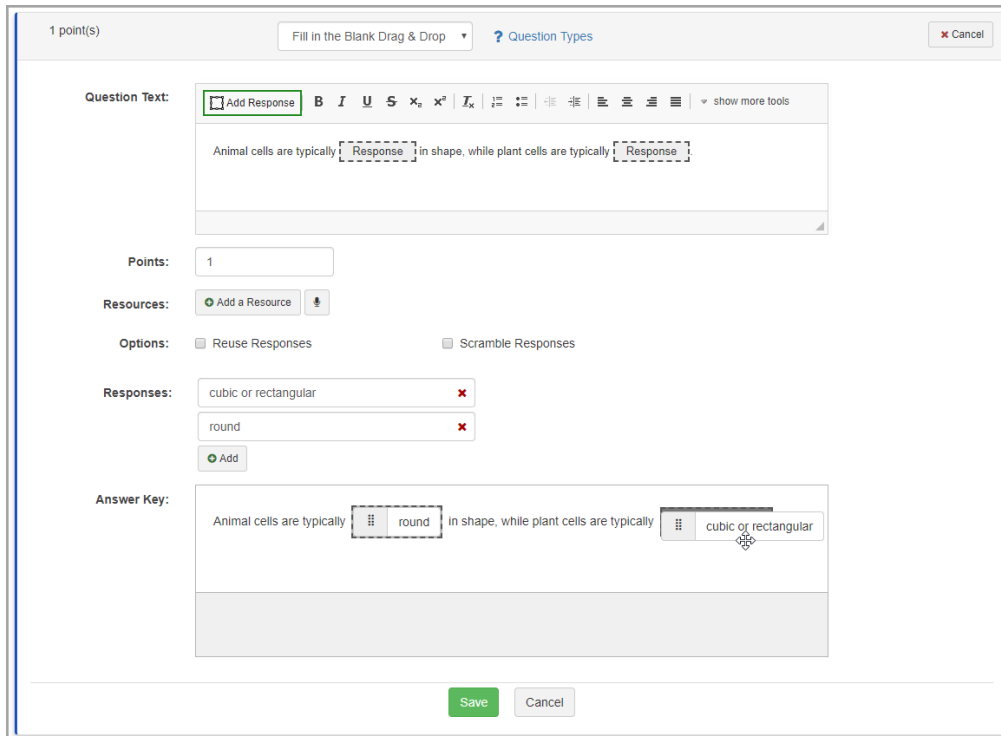 1 point(s) Fill in the Blank Drag & Drop ? Question Types Cancel
Question Text: Add Response B I U S x₂ x² Tx show more tools
Animal cells are typically Response in shape, while plant cells are typically Response .
Points: 1
Resources: Add a Resource
Options: Reuse Responses Scramble Responses
Responses: cubic or rectangular
round
Add
Answer Key:
Animal cells are typically round in shape, while plant cells are typically cubic or rectangular
Save Cancel